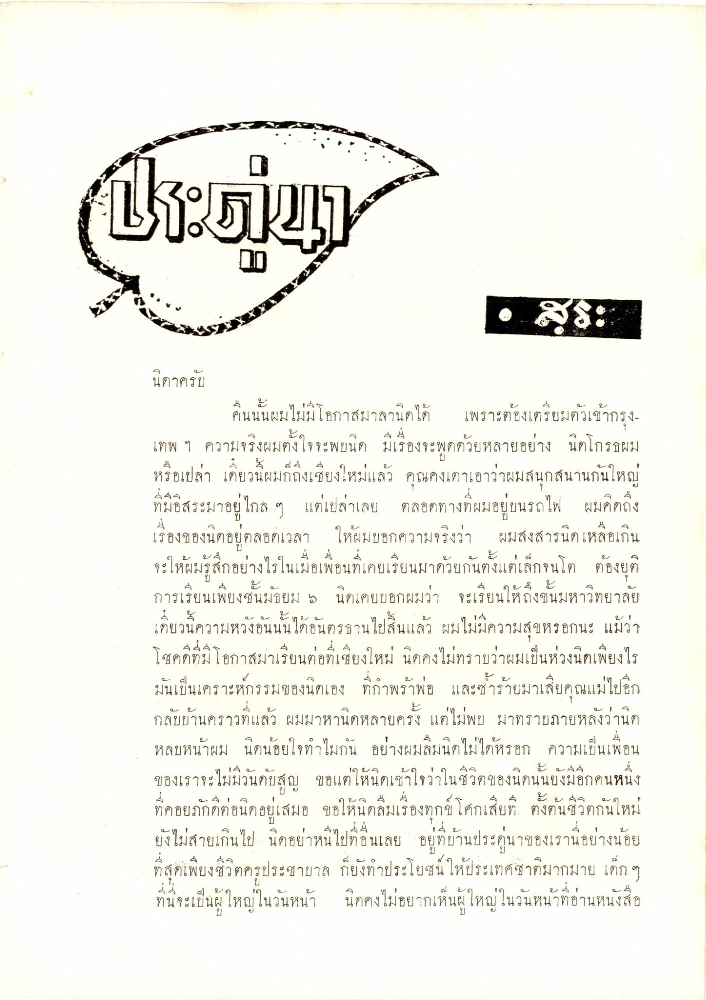 ประดู่นา
• สุระ
นิดาครับ
คืนนั้นผมไม่มีโอกาสมาลานิดได้ เพราะต้องเตรียมตัวเข้ากรุง-
เทพ ฯ ความจริงผมตั้งใจจะพบนิด มีเรื่องจะพูดด้วยหลายอย่าง นิดโกรธผม
หรือเปล่า เดี๋ยวนี้ผมก็ถึงเชียงใหม่แล้ว คุณคงเดาเอาว่าผมสนุกสนานกันใหญ่
ที่มีอิสระมาอยู่ไกล ๆ แต่เปล่าเลย ตลอดทางที่ผมอยู่บนรถไฟ ผมคิดถึง
เรื่องของนิดอยู่ตลอดเวลา ให้ผมบอกความจริงว่า ผมสงสารนิดเหลือเกิน
จะให้ผมรู้สึกอย่างไรในเมื่อเพื่อนที่เคยเรียนมาด้วยกันตั้งแต่เล็กจนโต ต้องยุติ
การเรียนเพียงชั้นมัธยม ๖ นิดเคยบอกผมว่า จะเรียนให้ถึงขั้นมหาวิทยาลัย
เดี๋ยวนี้ความหวังอันนั้นได้อันตรธานไปสิ้นแล้ว ผมไม่มีความสุขหรอกนะ แม้ว่า
โชคดีที่มีโอกาสมาเรียนต่อที่เชียงใหม่ นิดคงไม่ทราบว่าผมเป็นห่วงนิดเพียงไร
มันเป็นเคราะห์กรรมของนิดเอง ที่กำพร้าพ่อ และซ้ำร้ายมาเสียคุณแม่ไปอีก
กลับบ้านคราวที่แล้ว ผมมาหานิดหลายครั้ง แต่ไม่พบ มาทราบภายหลังว่านิด
หลบหน้าผม นิดน้อยใจทำไมกัน อย่างผมลืมนิดไม่ได้หรอก ความเป็นเพื่อน
ของเราจะไม่มีวันดับสูญ ขอแต่ให้นิดเข้าใจว่าในชีวิตของนิดนั้นยังมีอีกคนหนึ่ง
ที่คอยภักดีต่อนิดอยู่เสมอ ขอให้นิดลืมเรื่องทุกข์โศกเสียที ตั้งต้นชีวิตกันใหม่
ยังไม่สายเกินไป นิดอย่าหนีไปที่อื่นเลย อยู่ที่บ้านประดู่นาของเรานี่อย่างน้อย
ที่สุดเพียงชีวิตครูประชาบาล ก็ยังทำประโยชน์ให้ประเทศชาติมากมาย เด็ก ๆ
ที่นี่จะเป็นผู้ใหญ่ในวันหน้า นิดคงไม่อยากเห็นผู้ใหญ่ในวันหน้าที่อ่านหนังสือ